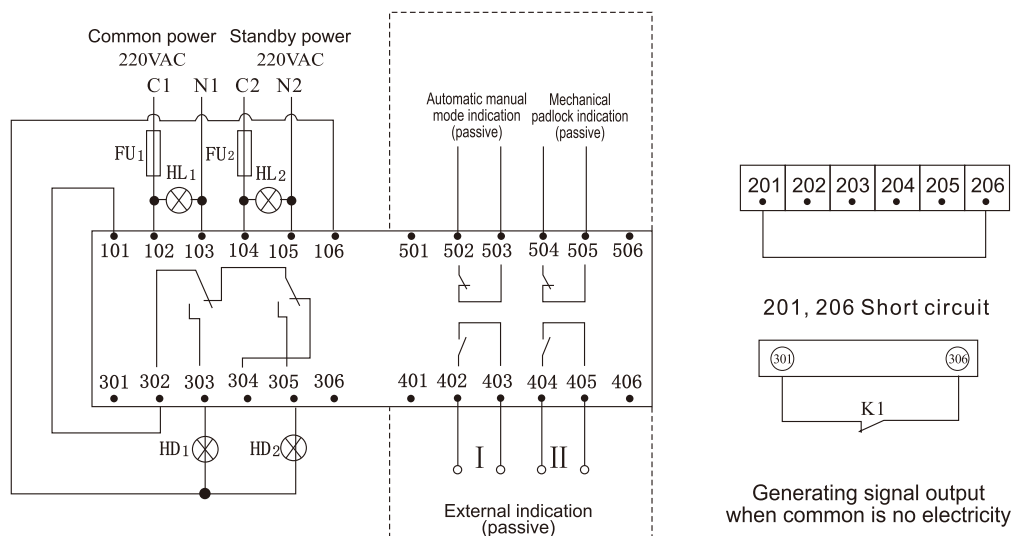 Common power Standby power
220VAC 220VAC
C1 N1 C2 N2
Automatic manual
mode indication
(passive)
Mechanical
padlock indication
(passive)
FU1 FU2
HL1 HL2
101 102 103 104 105 106 501 502 503 504 505 506
301 302 303 304 305 306 401 402 403 404 405 406
HD1 HD2
I II
External indication
(passive)
201 202 203 204 205 206
201, 206 Short circuit
301 306
K1
Generating signal output
when common is no electricity